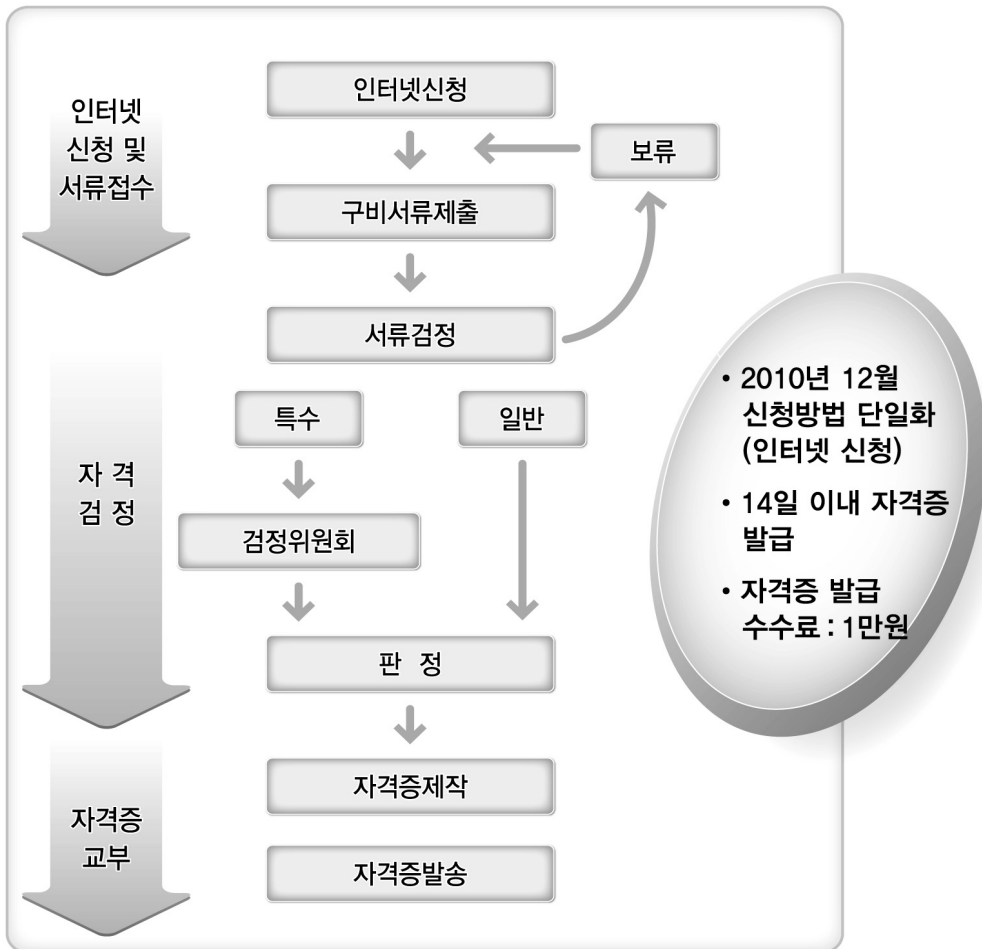 인터넷
신청 및
서류접수
인터넷신청
보류
구비서류제출
서류검정
특수
일반
자 격
검 정
검정위원회
판 정
자격증
교부
자격증제작
자격증발송
• 2010년 12월
신청방법 단일화
(인터넷 신청)
• 14일 이내 자격증
발급
• 자격증 발급
수수료 : 1만원